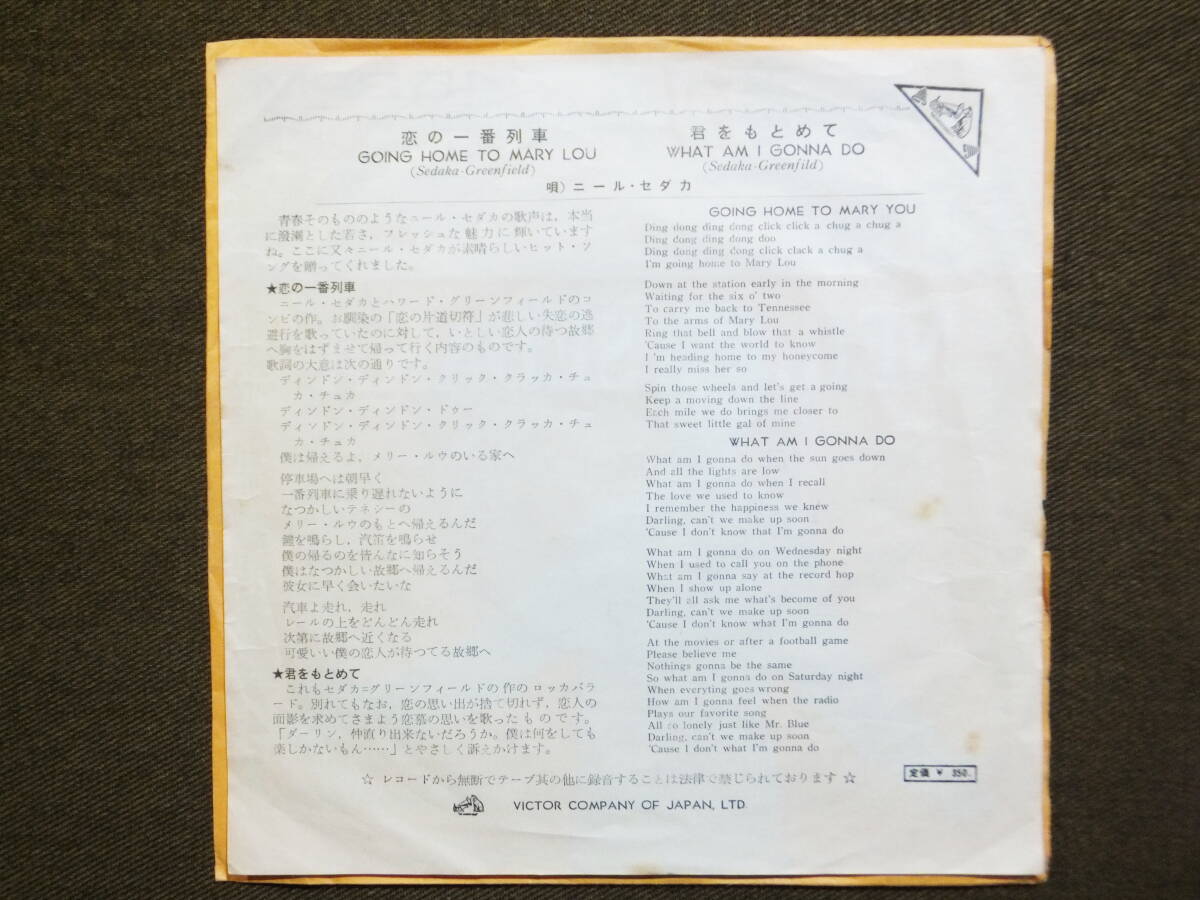 恋の一番列車
GOING HOME TO MARY LOU
(Sedaka-Greenfield)
君をもとめて
WHAT AM I GONNA DO
(Sedaka-Greenfild)
唄）ニール・セダカ
青春そのもののようなニール・セダカの歌声は，本当
に溌溂とした若さ，フレッシュな魅力に輝いています
ね。ここに又々ニール・セダカが素晴らしいヒット・ソ
ングを贈ってくれました。
★恋の一番列車
ニール・セダカとハワード・グリーンフィールドのコ
ンビの作。お馴染の「恋の片道切符」が悲しい失恋の逃
避行を歌っていたのに対して，いとしい恋人の待つ故郷
へ胸をはずませて帰って行く内容のものです。
歌詞の大意は次の通りです。
ディンドン・ディンドン・クリック・クラッカ・チュ
カ・チュカ
ディンドン・ディンドン・ドゥー
ディンドン・ディンドン・クリック・クラッカ・チュ
カ・チュカ
僕は帰えるよ，メリー・ルウのいる家へ
停車場へは朝早く
一番列車に乗り遅れないように
なつかしいテネシーの
メリー・ルウのもとへ帰えるんだ
鐘を鳴らし，汽笛を鳴らせ
僕の帰るのを皆んなに知らそう
僕はなつかしい故郷へ帰えるんだ
彼女に早く会いたいな
汽車よ走れ，走れ
レールの上をどんどん走れ
次第に故郷へ近くなる
可愛いい僕の恋人が待つてる故郷へ
★君をもとめて
これもセダカ=グリーンフィールドの作のロッカバラ
ード。別れてもなお，恋の思い出が捨て切れず，恋人の
面影を求めてさまよう恋慕の思いを歌ったものです。
「ダーリン，仲直り出来ないだろうか。僕は何をしても
楽しかないもん……」とやさしく訴えかけます。
GOING HOME TO MARY YOU
Ding dong ding dong click click a chug a chug a
Ding dong ding dong doo
Ding dong ding dong click clack a chug a
I'm going home to Mary Lou
Down at the station early in the morning
Waiting for the six o' two
To carry me back to Tennessee
To the arms of Mary Lou
Ring that bell and blow that a whistle
'Cause I want the world to know
I 'm heading home to my honeycome
I really miss her so
Spin those wheels and let's get a going
Keep a moving down the line
Each mile we do brings me closer to
That sweet little gal of mine
WHAT AM I GONNA DO
What am I gonna do when the sun goes down
And all the lights are low
What am I gonna do when I recall
The love we used to know
I remember the happiness we knew
Darling, can't we make up soon
'Cause I don't know that I'm gonna do
What am I gonna do on Wednesday night
When I used to call you on the phone
What am I gonna say at the record hop
When I show up alone
They'll all ask me what's become of you
Darling, can't we make up soon
'Cause I don't know what I'm gonna do
At the movies or after a football game
Please believe me
Nothings gonna be the same
So what am I gonna do on Saturday night
When everyting goes wrong
How am I gonna feel when the radio
Plays our favorite song
All so lonely just like Mr. Blue
Darling, can't we make up soon
'Cause I don't what I'm gonna do
☆ レコードから無断でテープ其の他に録音することは法律で禁じられております ☆
定価 ¥ 350.
VICTOR COMPANY OF JAPAN, LTD.